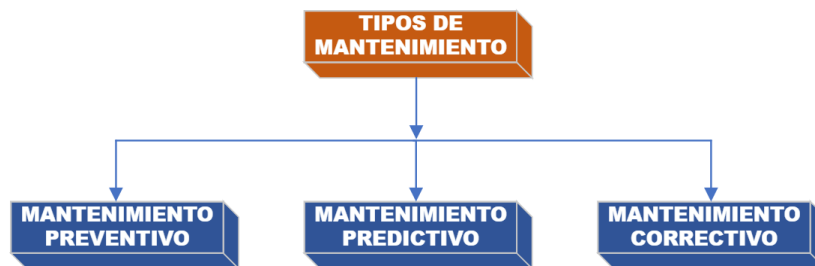 TIPOS DE
MANTENIMIENTO
MANTENIMIENTO
PREVENTIVO
MANTENIMIENTO
PREDICTIVO
MANTENIMIENTO
CORRECTIVO